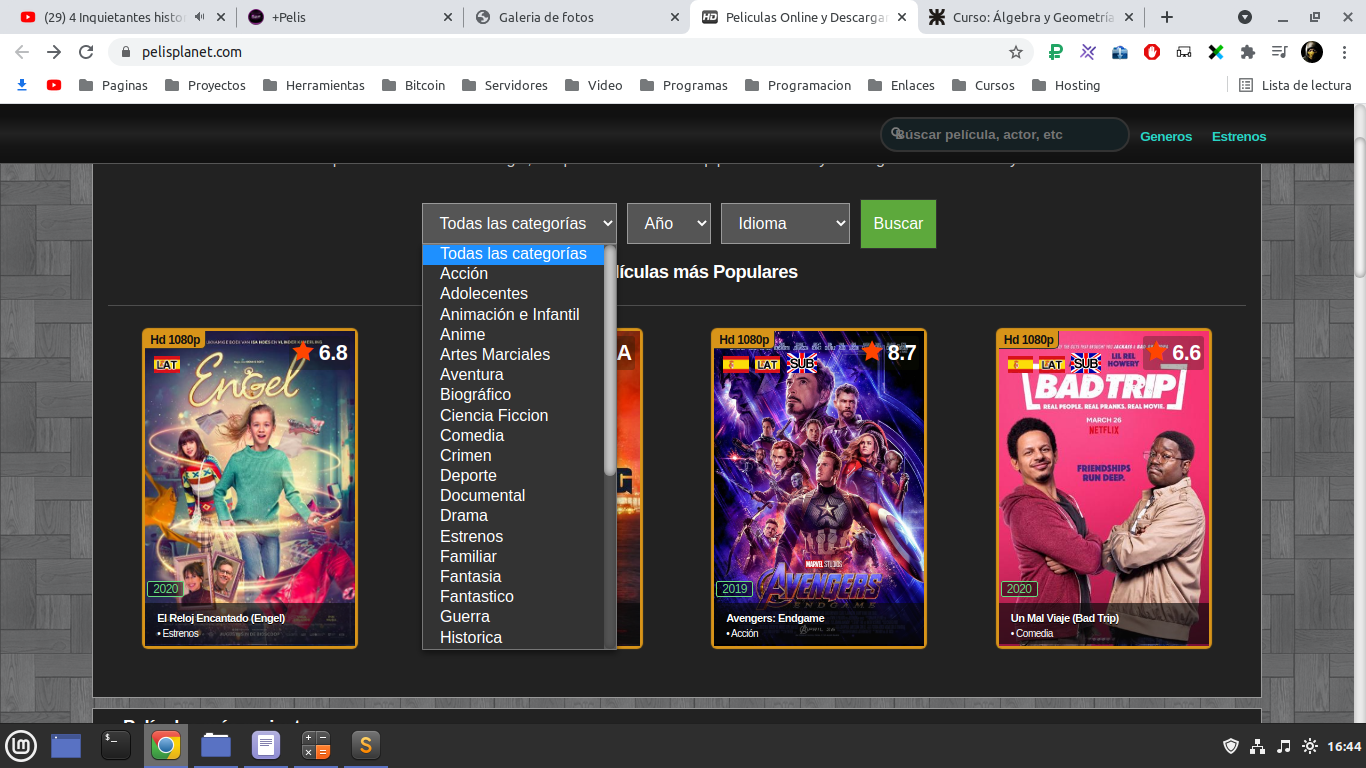 (29) 4 Inquietantes histor
+Pelis
Galeria de fotos
Peliculas Online y Descargar
Curso: Álgebra y Geometría
pelisplanet.com
Paginas
Proyectos
Herramientas
Bitcoin
Servidores
Video
Programas
Programacion
Enlaces
Cursos
Hosting
Lista de lectura
Búscar película, actor, etc
Generos
Estrenos
Todas las categorías
Año
Idioma
Buscar
Todas las categorías
Acción
Adolecentes
Animación e Infantil
Anime
Artes Marciales
Aventura
Biográfico
Ciencia Ficcion
Comedia
Crimen
Deporte
Documental
Drama
Estrenos
Familiar
Fantasia
Fantastico
Guerra
Historica
lículas más Populares
Hd 1080p
6.8
LAT
Engel
2020
El Reloj Encantado (Engel)
• Estrenos
A
G
Hd 1080p
8.7
LAT
SUB
MARVEL STUDIOS
AVENGERS
ENDGAME
2019
Avengers: Endgame
• Acción
Hd 1080p
6.6
LAT
SUB
LIL REL
HOWERY
BAD TRIP
REAL PEOPLE. REAL PRANKS. REAL MOVIE.
MARCH 26
NETFLIX
FRIENDSHIPS
RUN DEEP.
2020
Un Mal Viaje (Bad Trip)
• Comedia
16:44